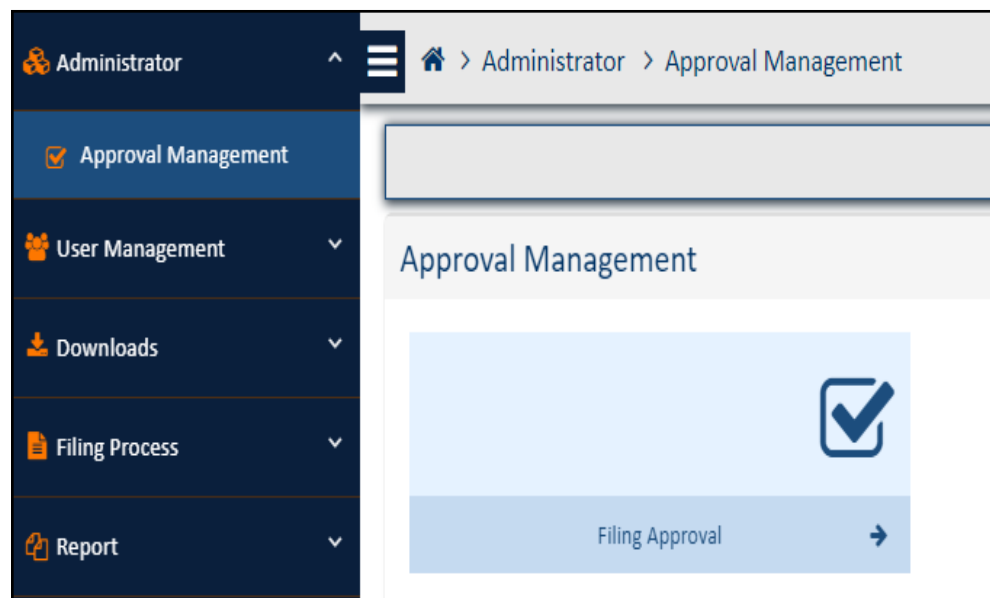 Administrator
Approval Management
User Management
Downloads
Filing Process
Report
> Administrator > Approval Management
Approval Management
Filing Approval